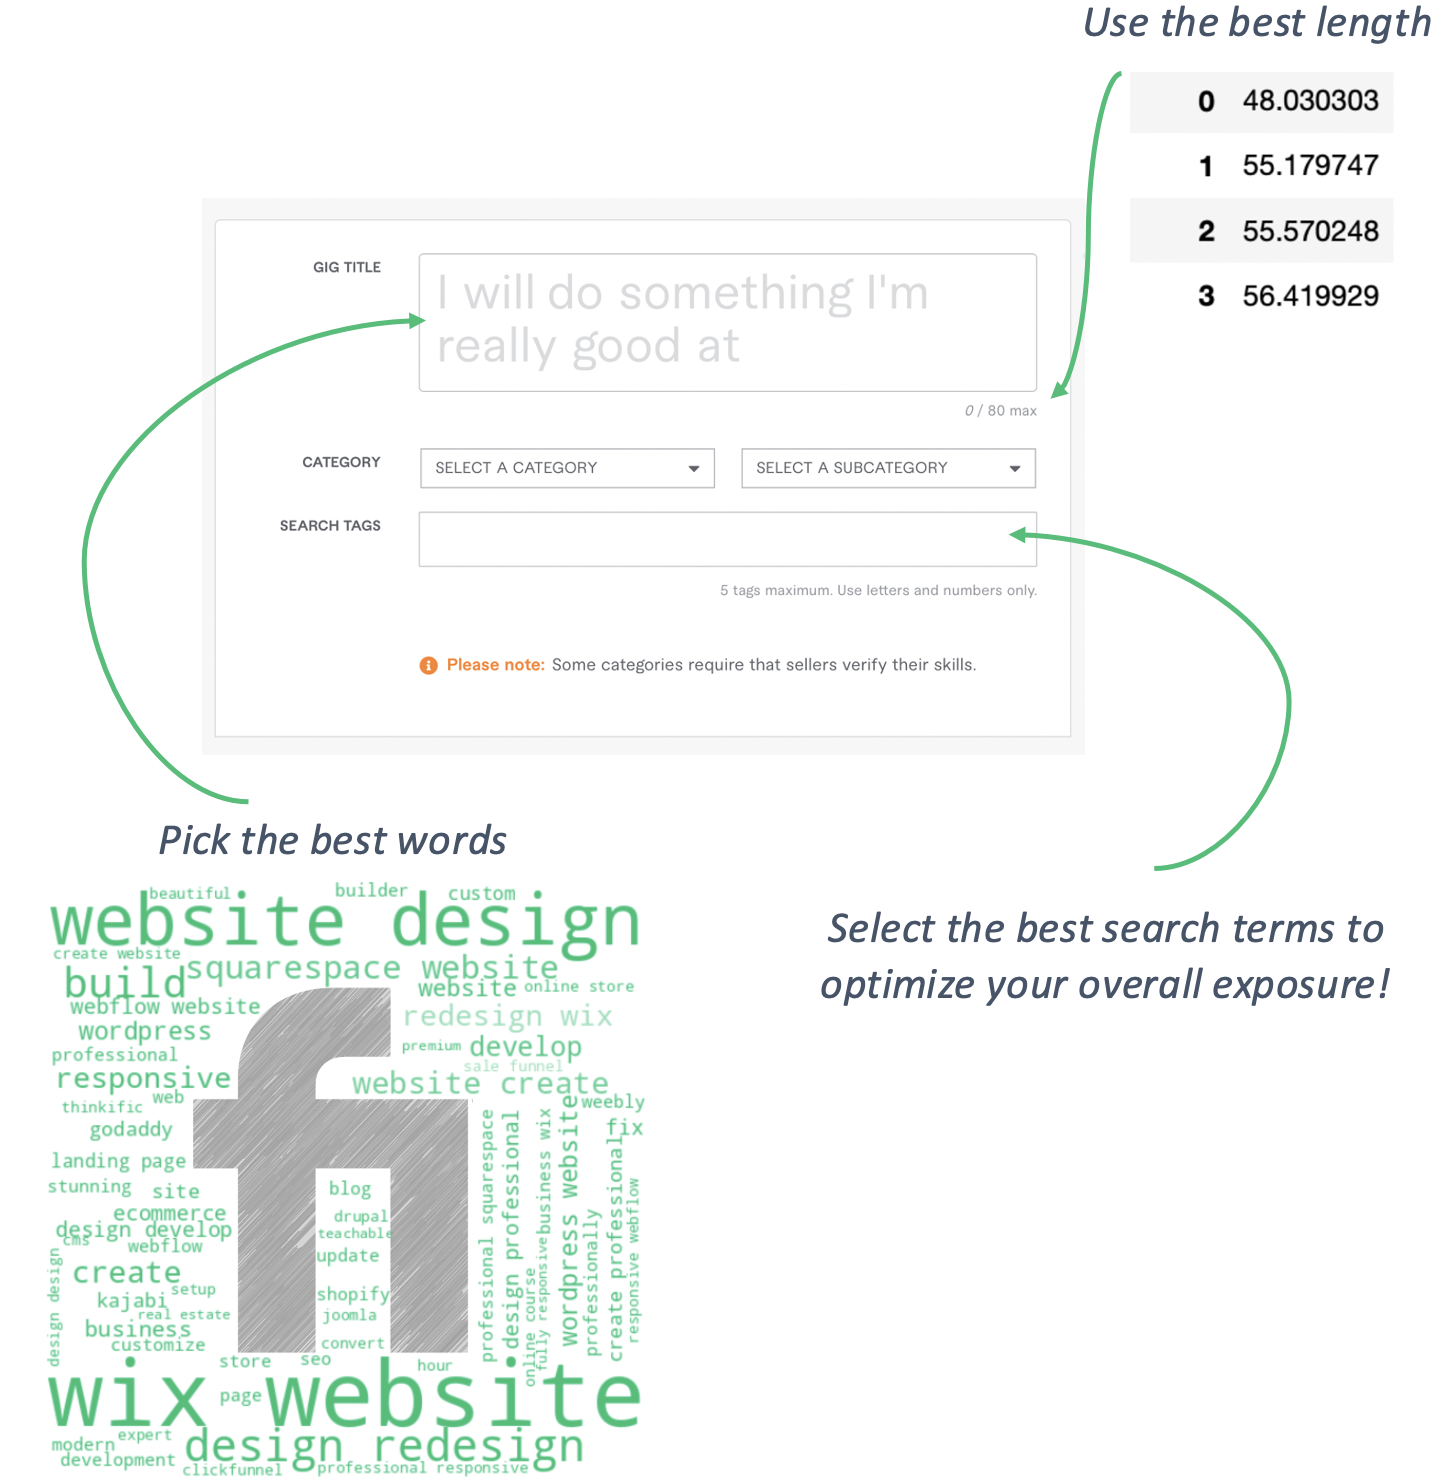 Use the best length
0 48.030303
1 55.179747
2 55.570248
3 56.419929
GIG TITLE
I will do something I'm
really good at
0 / 80 max
CATEGORY
SELECT A CATEGORY
SELECT A SUBCATEGORY
SEARCH TAGS
5 tags maximum. Use letters and numbers only.
Please note: Some categories require that sellers verify their skills.
Pick the best words
Select the best search terms to
optimize your overall exposure!
beautiful
builder
custom
website design
create website
squarespace website
build
website
online store
webflow website
redesign wix
wordpress
premium
develop
professional
sale funnel
responsive
website create
web
weebly
thinkific
godaddy
fix
landing page
stunning
site
blog
ecommerce
drupal
design develop
teachable
cms
webflow
update
create
setup
shopify
kajabi
real estate
joomla
business
customize
convert
design design
professional squarespace
design professional
online course
fully responsive
business wix
wordpress website
professionally
create professional
responsive webflow
store
seo
hour
wix website
page
expert
modern
design redesign
development
clickfunnel
professional responsive
fi